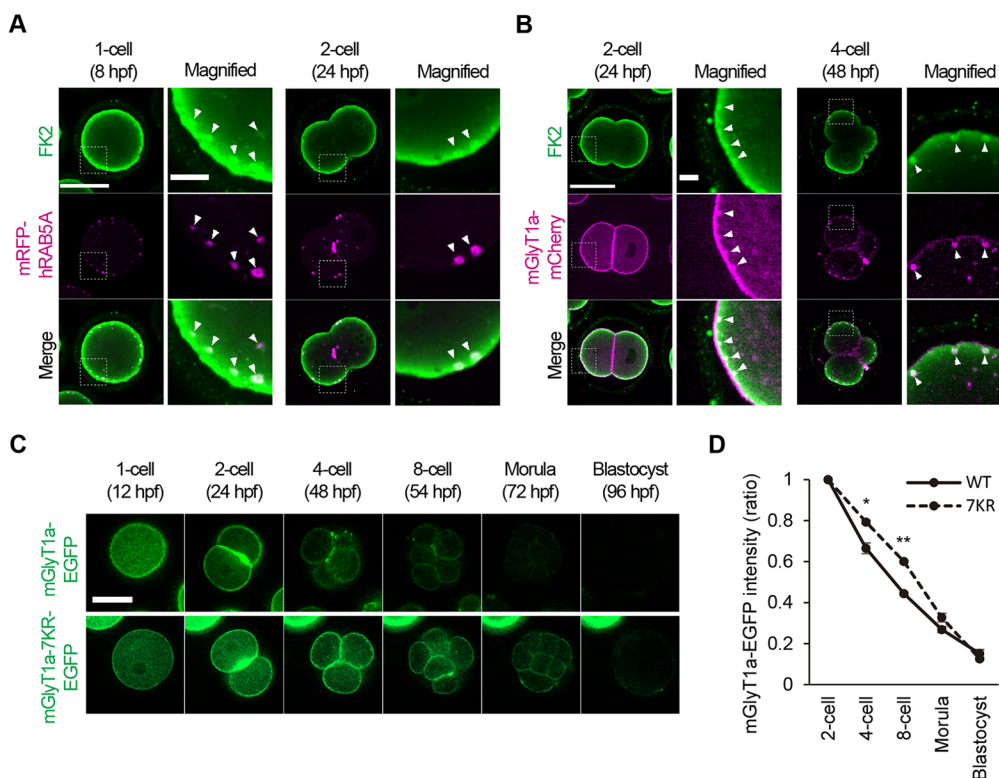 A
1-cell
(8 hpf)
Magnified
2-cell
(24 hpf)
Magnified
FK2
mRFP-
hRAB5A
Merge
B
2-cell
(24 hpf)
Magnified
4-cell
(48 hpf)
Magnified
FK2
mGlyT1a-
mCherry
Merge
C
1-cell
(12 hpf)
2-cell
(24 hpf)
4-cell
(48 hpf)
8-cell
(54 hpf)
Morula
(72 hpf)
Blastocyst
(96 hpf)
mGlyT1a-
EGFP
mGlyT1a-7KR-
EGFP
D
mGlyT1a-EGFP intensity (ratio)
1
0.8
0.6
0.4
0.2
0
WT
7KR
*
**
2-cell
4-cell
8-cell
Morula
Blastocyst